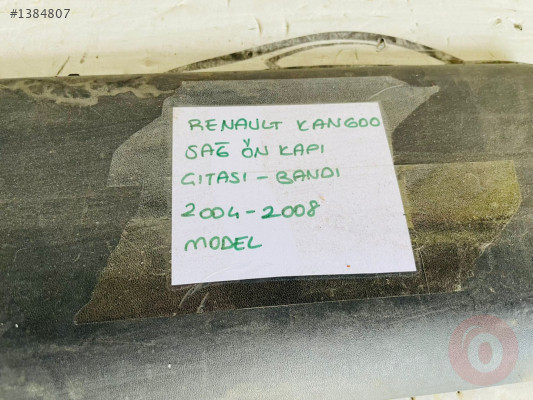 #1384807
RENAULT KANGOO
SAĞ ÖN KAPI
ÇITASI - BANDI
2004-2008
MODEL